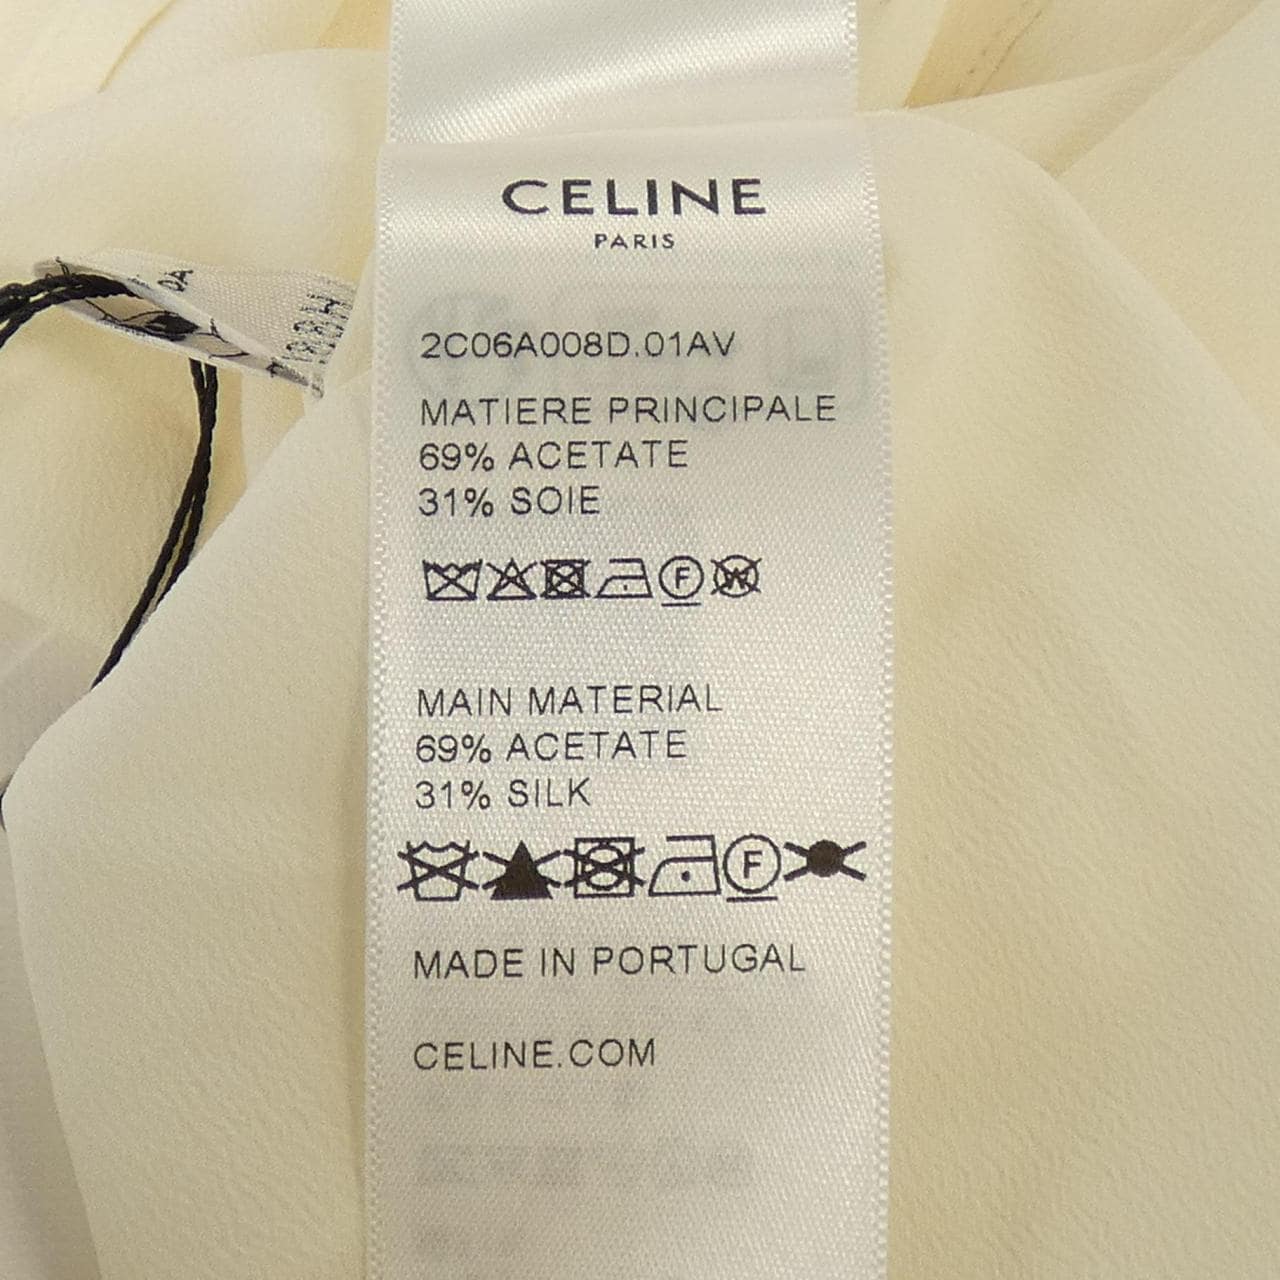 CELINE
PARIS
2C06A008D.01AV
MATIERE PRINCIPALE
69% ACETATE
31% SOIE
F W
MAIN MATERIAL
69% ACETATE
31% SILK
F
MADE IN PORTUGAL
CELINE.COM